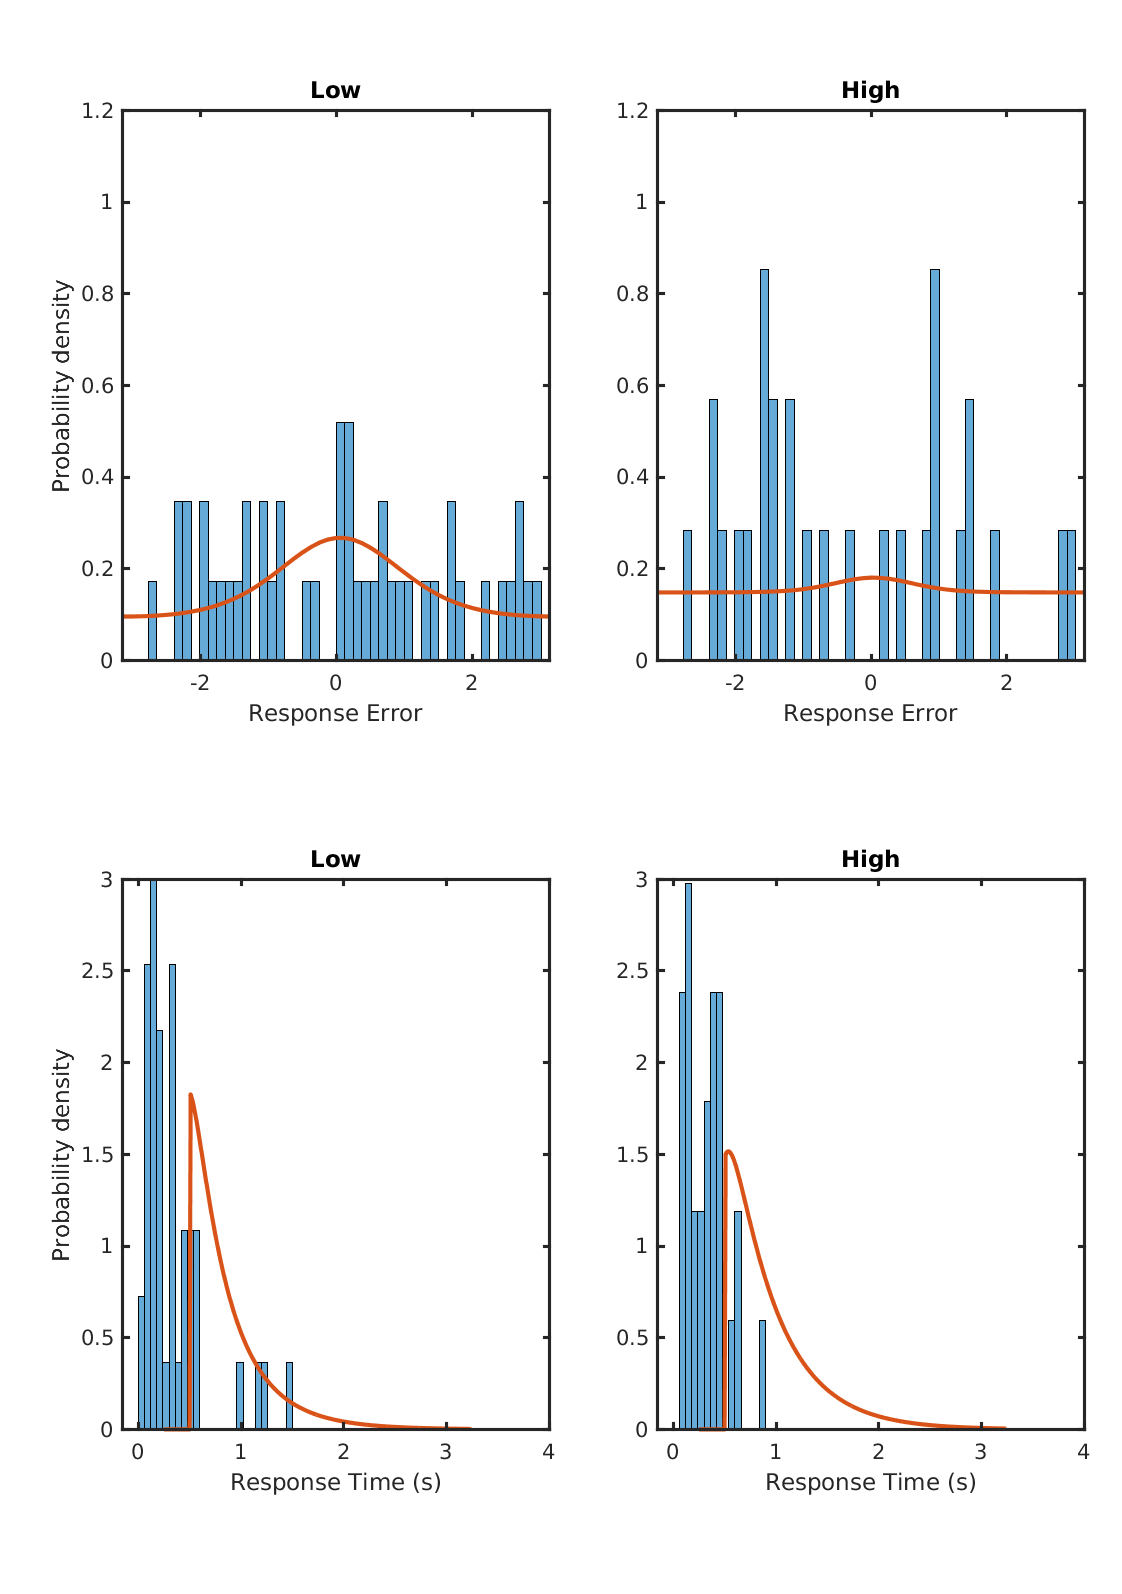 Low High
1.2 1.2
1 1
0.8 0.8
0.6 0.6
0.4 0.4
0.2 0.2
0 0
Probability density
-2 0 2 -2 0 2
Response Error Response Error
Low High
3 3
2.5 2.5
2 2
1.5 1.5
1 1
0.5 0.5
0 0
Probability density
0 1 2 3 4 0 1 2 3 4
Response Time (s) Response Time (s)